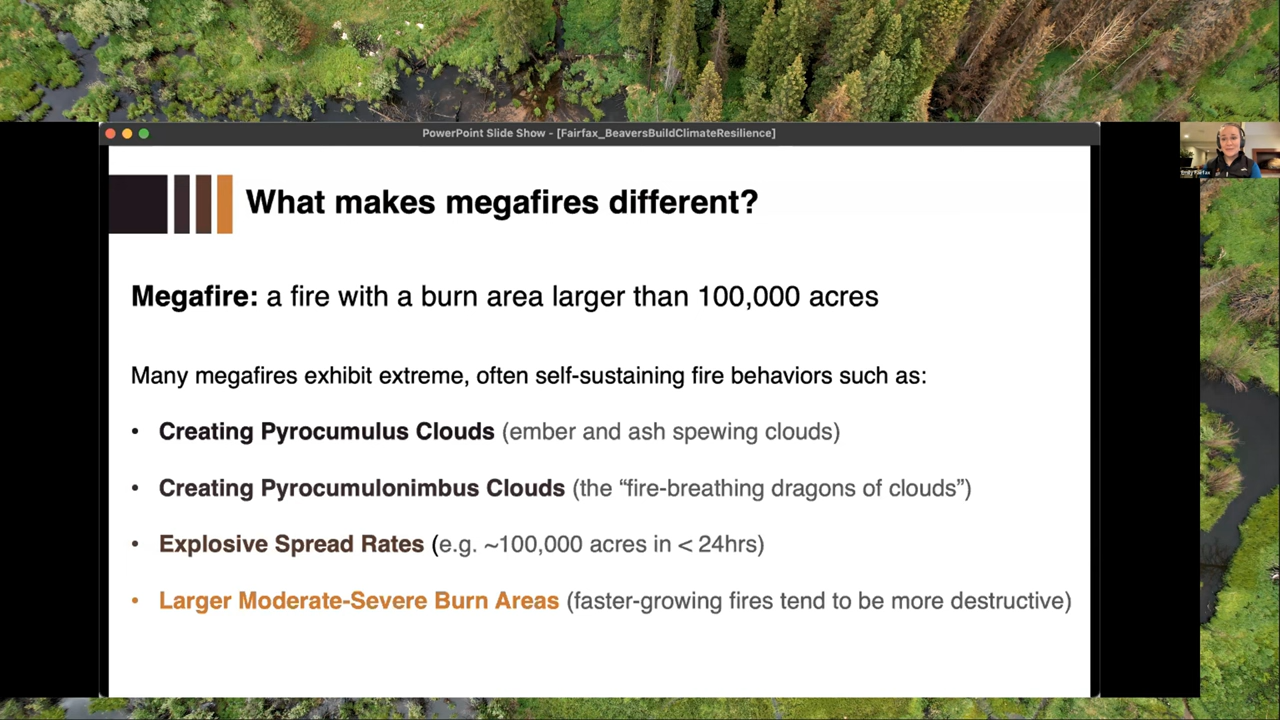 PowerPoint Slide Show - [Fairfax_BeaversBuildClimateResilience]
What makes megafires different?
Megafire: a fire with a burn area larger than 100,000 acres
Many megafires exhibit extreme, often self-sustaining fire behaviors such as:
• Creating Pyrocumulus Clouds (ember and ash spewing clouds)
• Creating Pyrocumulonimbus Clouds (the “fire-breathing dragons of clouds”)
• Explosive Spread Rates (e.g. ~100,000 acres in < 24hrs)
• Larger Moderate-Severe Burn Areas (faster-growing fires tend to be more destructive)
Emily Fairfax